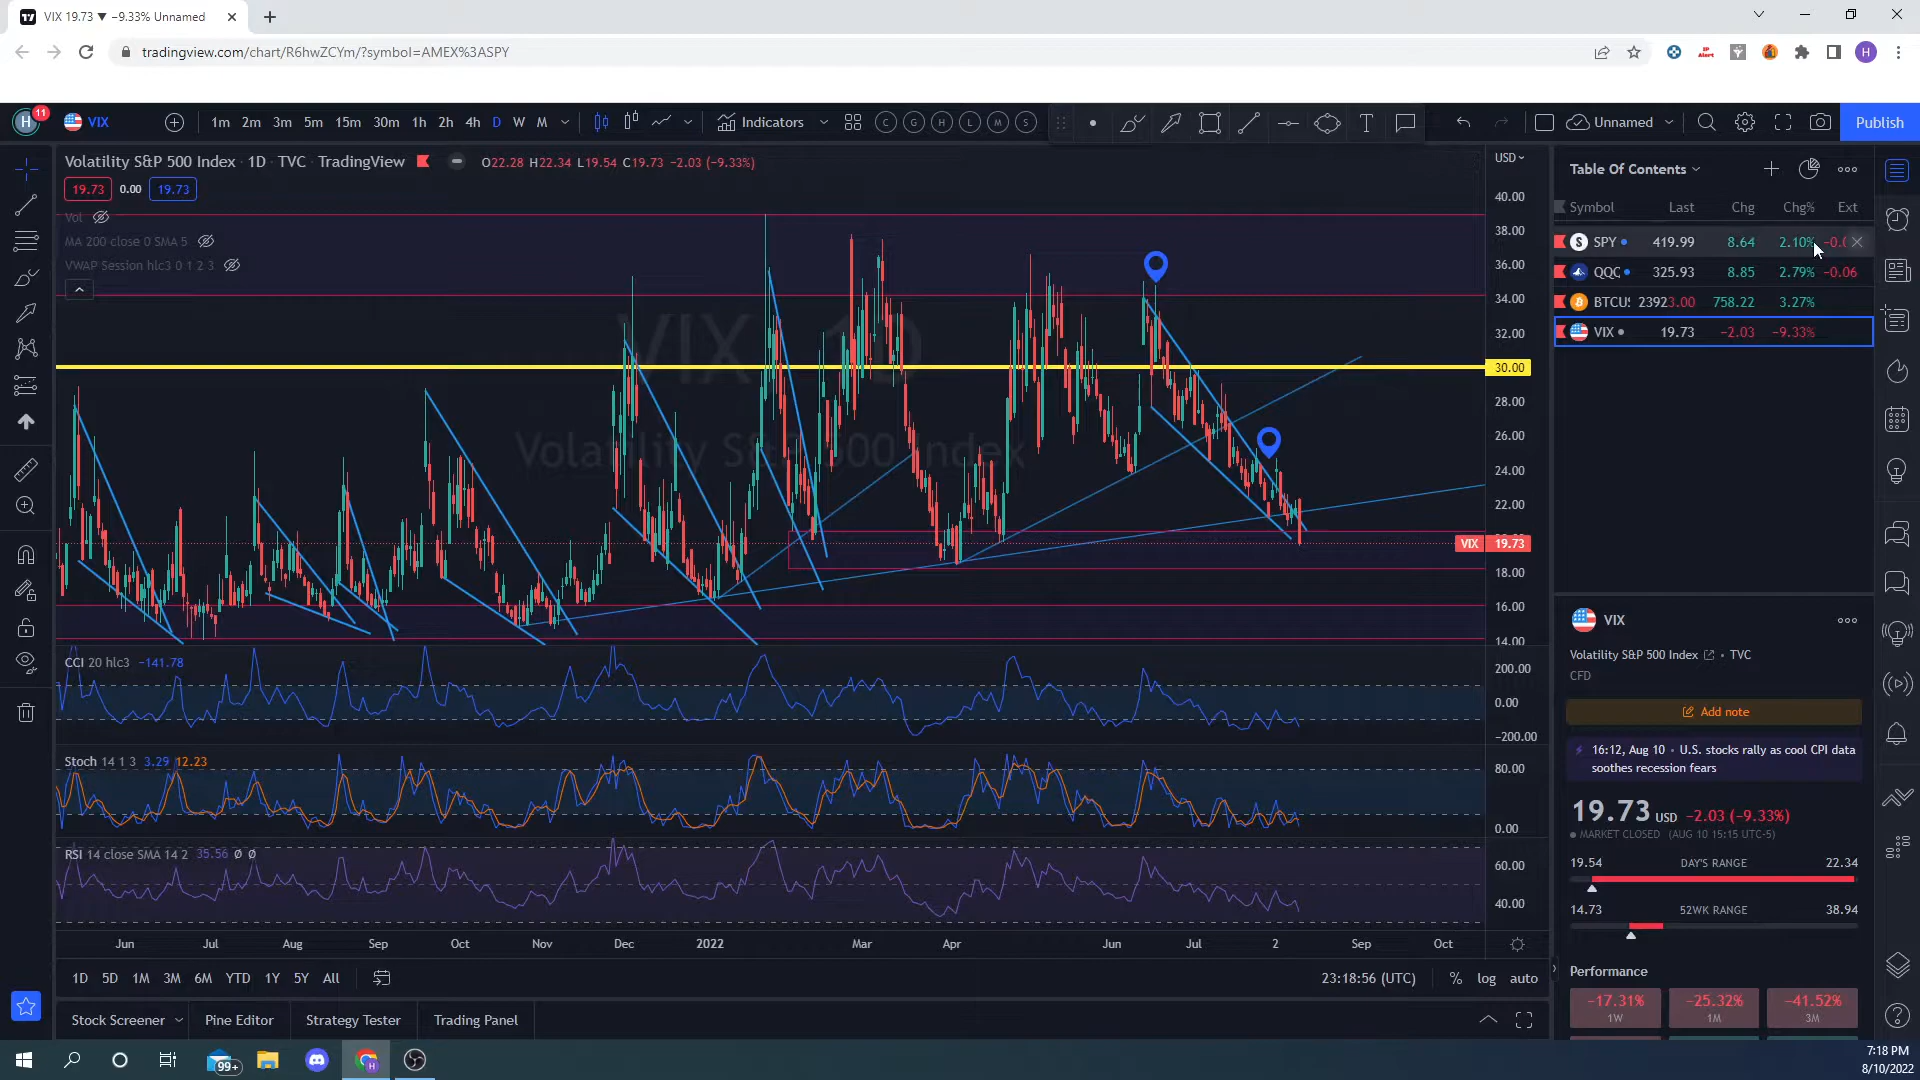 VIX 19.73 ▼ −9.33% Unnamed
tradingview.com/chart/R6hwZCYm/?symbol=AMEX%3ASPY
IP Alert H
H 11 VIX 1m 2m 3m 5m 15m 30m 1h 2h 4h D W M Indicators C G H L M S T Unnamed Publish
Volatility S&P 500 Index · 1D · TVC · TradingView O22.28 H22.34 L19.54 C19.73 −2.03 (−9.33%)
19.73 0.00 19.73
Vol
MA 200 close 0 SMA 5
VWAP Session hlc3 0 1 2 3
VIX 1D
Volatility S&P 500 Index
USD
40.00
38.00
36.00
34.00
32.00
30.00
28.00
26.00
24.00
22.00
VIX 19.73
18.00
16.00
14.00
CCI 20 hlc3 −141.78
200.00
0.00
−200.00
Stoch 14 1 3 3.29 12.23
80.00
0.00
RSI 14 close SMA 14 2 35.56 Ø Ø
60.00
40.00
Jun Jul Aug Sep Oct Nov Dec 2022 Mar Apr Jun Jul 2 Sep Oct
1D 5D 1M 3M 6M YTD 1Y 5Y All 23:18:56 (UTC) % log auto
Stock Screener Pine Editor Strategy Tester Trading Panel
Table Of Contents
Symbol Last Chg Chg% Ext
S SPY 419.99 8.64 2.10%
QQC 325.93 8.85 2.79% −0.06
BTCUS 23923.00 758.22 3.27%
VIX 19.73 −2.03 −9.33%
VIX
Volatility S&P 500 Index • TVC
CFD
Add note
16:12, Aug 10 • U.S. stocks rally as cool CPI data
soothes recession fears
19.73 USD −2.03 (−9.33%)
MARKET CLOSED (AUG 10 15:15 UTC-5)
19.54 DAY'S RANGE 22.34
14.73 52WK RANGE 38.94
Performance
−17.31% −25.32% −41.52%
1W 1M 3M
99+
7:18 PM
8/10/2022